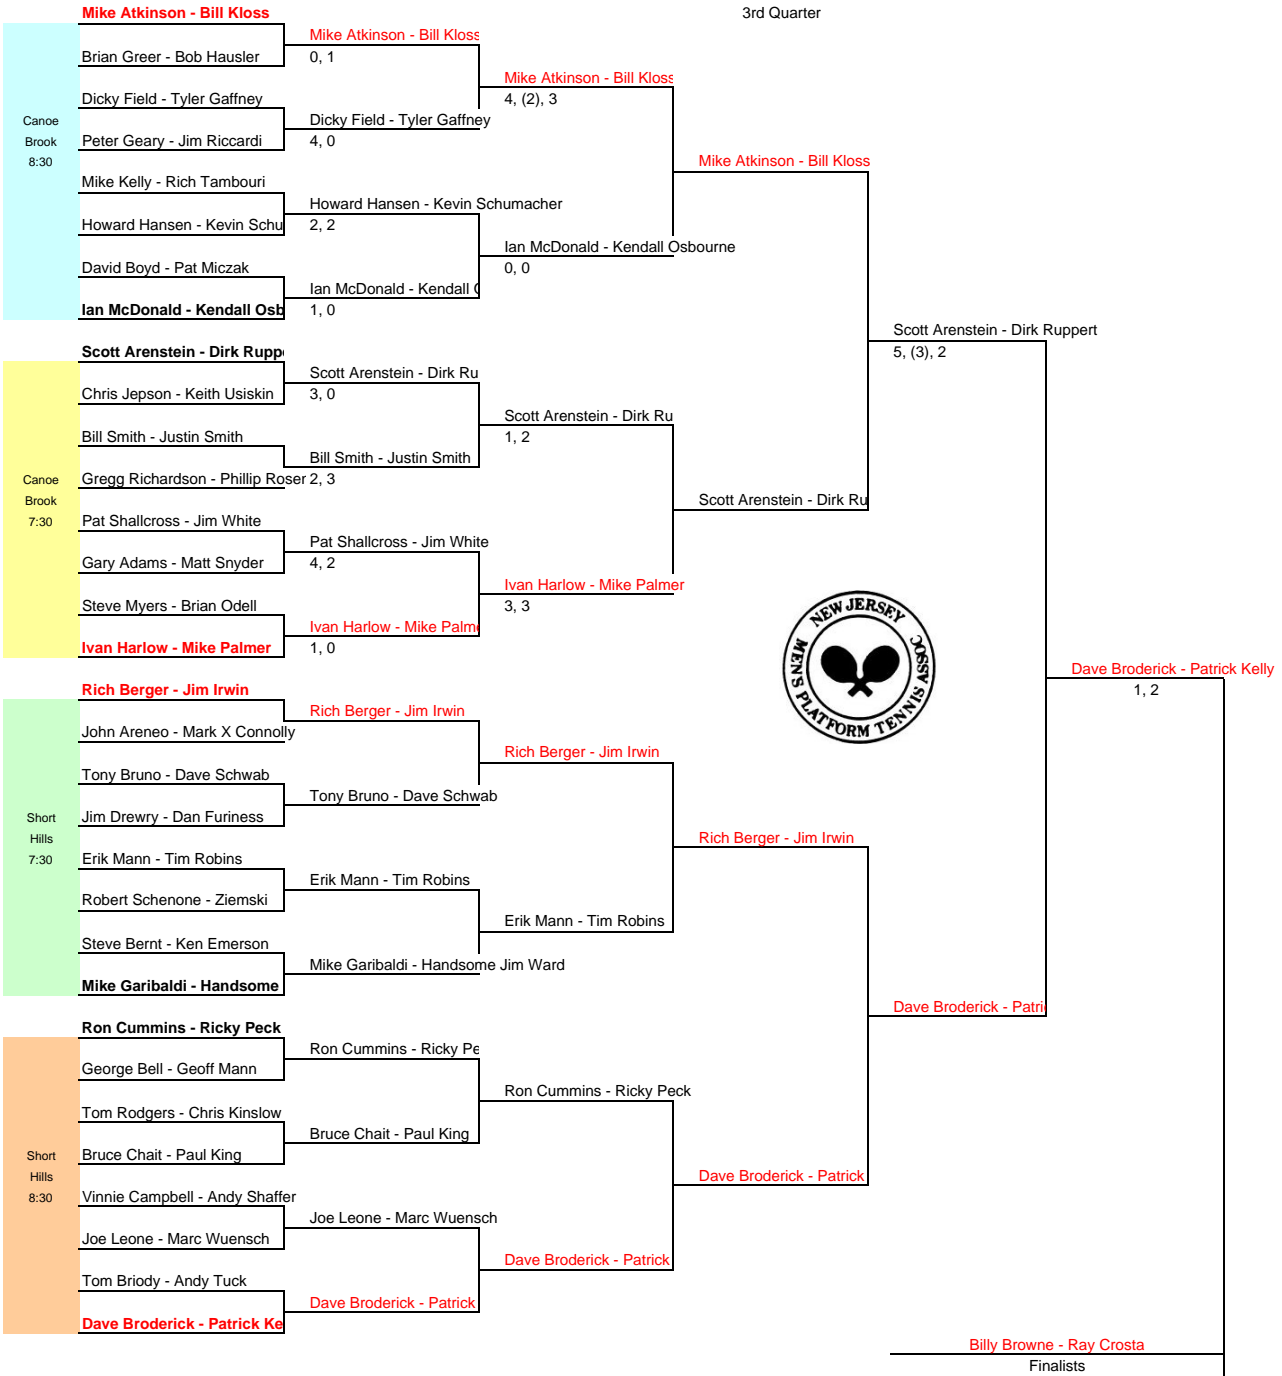 3rd Quarter
Mike Atkinson - Bill Kloss
Brian Greer - Bob Hausler
Dicky Field - Tyler Gaffney
Peter Geary - Jim Riccardi
Mike Kelly - Rich Tambouri
Howard Hansen - Kevin Schu
David Boyd - Pat Miczak
Ian McDonald - Kendall Osb
Canoe
Brook
8:30
Scott Arenstein - Dirk Ruppe
Chris Jepson - Keith Usiskin
Bill Smith - Justin Smith
Gregg Richardson - Phillip Roser
Pat Shallcross - Jim White
Gary Adams - Matt Snyder
Steve Myers - Brian Odell
Ivan Harlow - Mike Palmer
Canoe
Brook
7:30
Rich Berger - Jim Irwin
John Areneo - Mark X Connolly
Tony Bruno - Dave Schwab
Jim Drewry - Dan Furiness
Erik Mann - Tim Robins
Robert Schenone - Ziemski
Steve Bernt - Ken Emerson
Mike Garibaldi - Handsome
Short
Hills
7:30
Ron Cummins - Ricky Peck
George Bell - Geoff Mann
Tom Rodgers - Chris Kinslow
Bruce Chait - Paul King
Vinnie Campbell - Andy Shaffer
Joe Leone - Marc Wuensch
Tom Briody - Andy Tuck
Dave Broderick - Patrick Ke
Short
Hills
8:30
Mike Atkinson - Bill Kloss
0, 1
Dicky Field - Tyler Gaffney
4, 0
Howard Hansen - Kevin Schumacher
2, 2
Ian McDonald - Kendall O
1, 0
Scott Arenstein - Dirk Ru
3, 0
Bill Smith - Justin Smith
2, 3
Pat Shallcross - Jim White
4, 2
Ivan Harlow - Mike Palme
1, 0
Rich Berger - Jim Irwin
Tony Bruno - Dave Schwab
Erik Mann - Tim Robins
Mike Garibaldi - Handsome Jim Ward
Ron Cummins - Ricky Pe
Bruce Chait - Paul King
Joe Leone - Marc Wuensch
Dave Broderick - Patrick
Mike Atkinson - Bill Kloss
4, (2), 3
Ian McDonald - Kendall Osbourne
0, 0
Scott Arenstein - Dirk Ru
1, 2
Ivan Harlow - Mike Palmer
3, 3
Rich Berger - Jim Irwin
Erik Mann - Tim Robins
Ron Cummins - Ricky Peck
Dave Broderick - Patrick
Mike Atkinson - Bill Kloss
Scott Arenstein - Dirk Ru
Rich Berger - Jim Irwin
Dave Broderick - Patrick
Scott Arenstein - Dirk Ruppert
5, (3), 2
Dave Broderick - Patri
NEW JERSEY
MEN'S PLATFORM TENNIS ASSOC
Dave Broderick - Patrick Kelly
1, 2
Billy Browne - Ray Crosta
Finalists